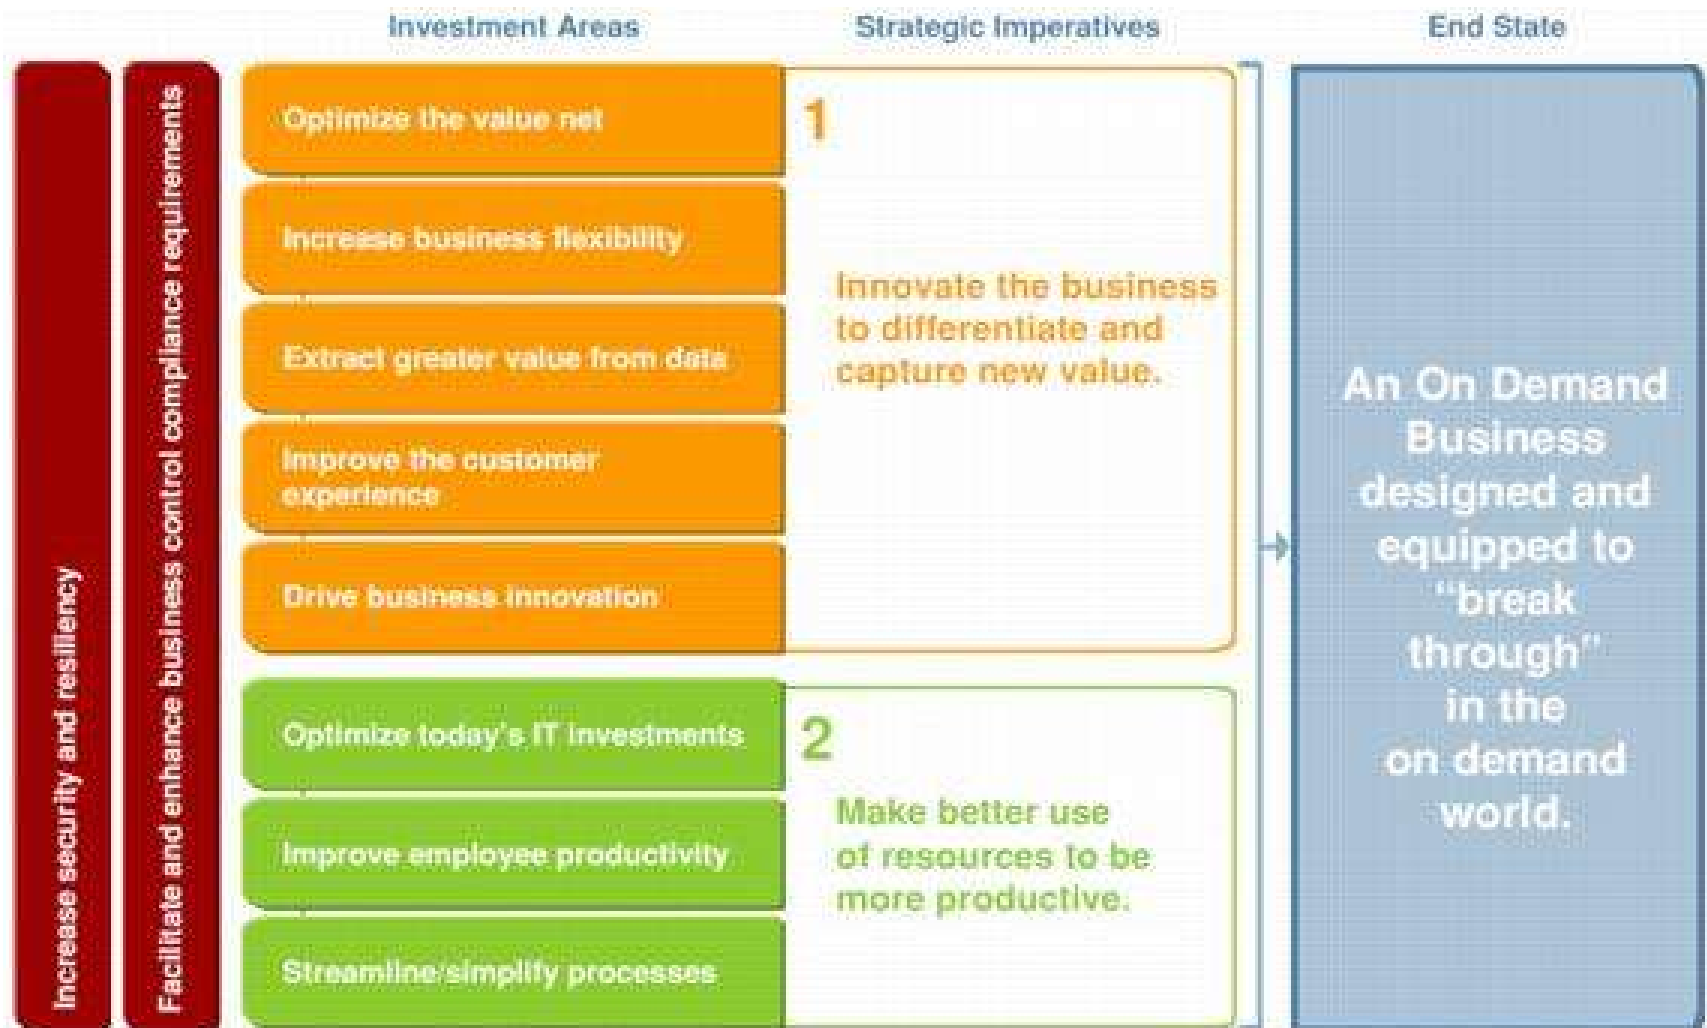 Investment Areas
Strategic Imperatives
End State
Increase security and resiliency
Facilitate and enhance business control compliance requirements
Optimize the value net
Increase business flexibility
Extract greater value from data
Improve the customer
experience
Drive business innovation
1
Innovate the business
to differentiate and
capture new value.
Optimize today's IT investments
Improve employee productivity
Streamline/simplify processes
2
Make better use
of resources to be
more productive.
An On Demand
Business
designed and
equipped to
“break
through”
in the
on demand
world.